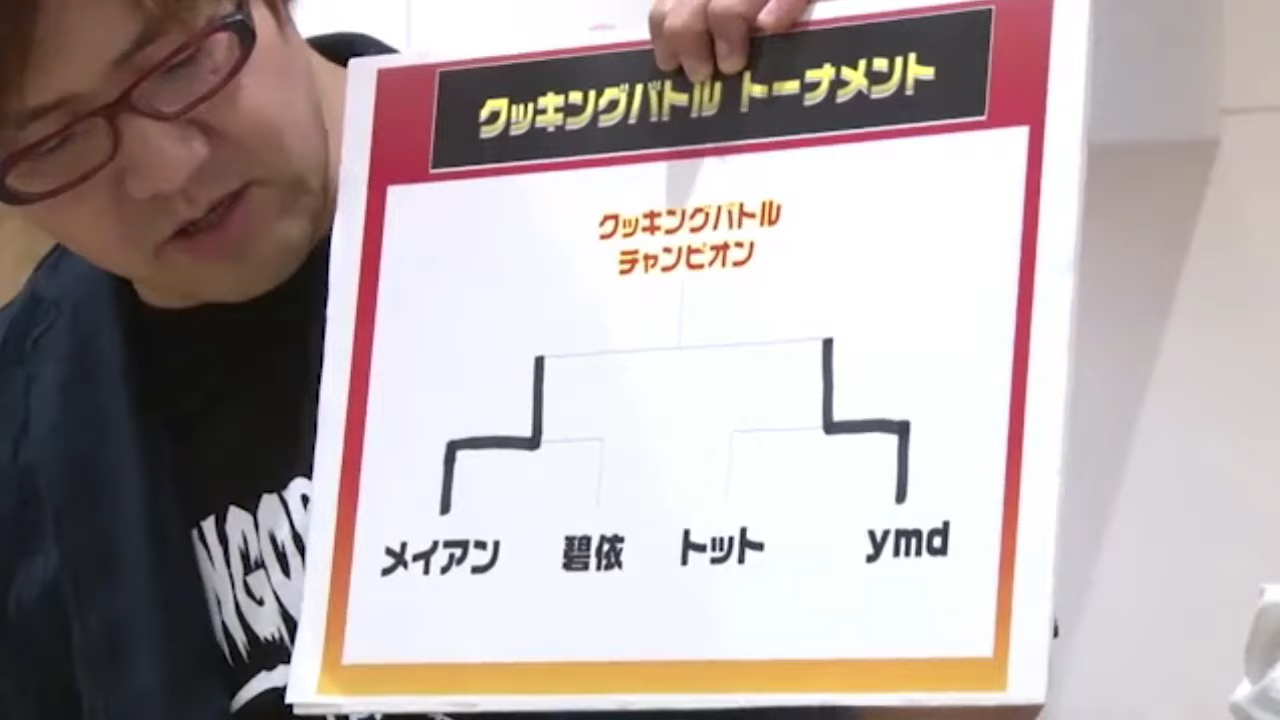 クッキングバトル トーナメント
クッキングバトル
チャンピオン
メイアン 碧依 トット ymd